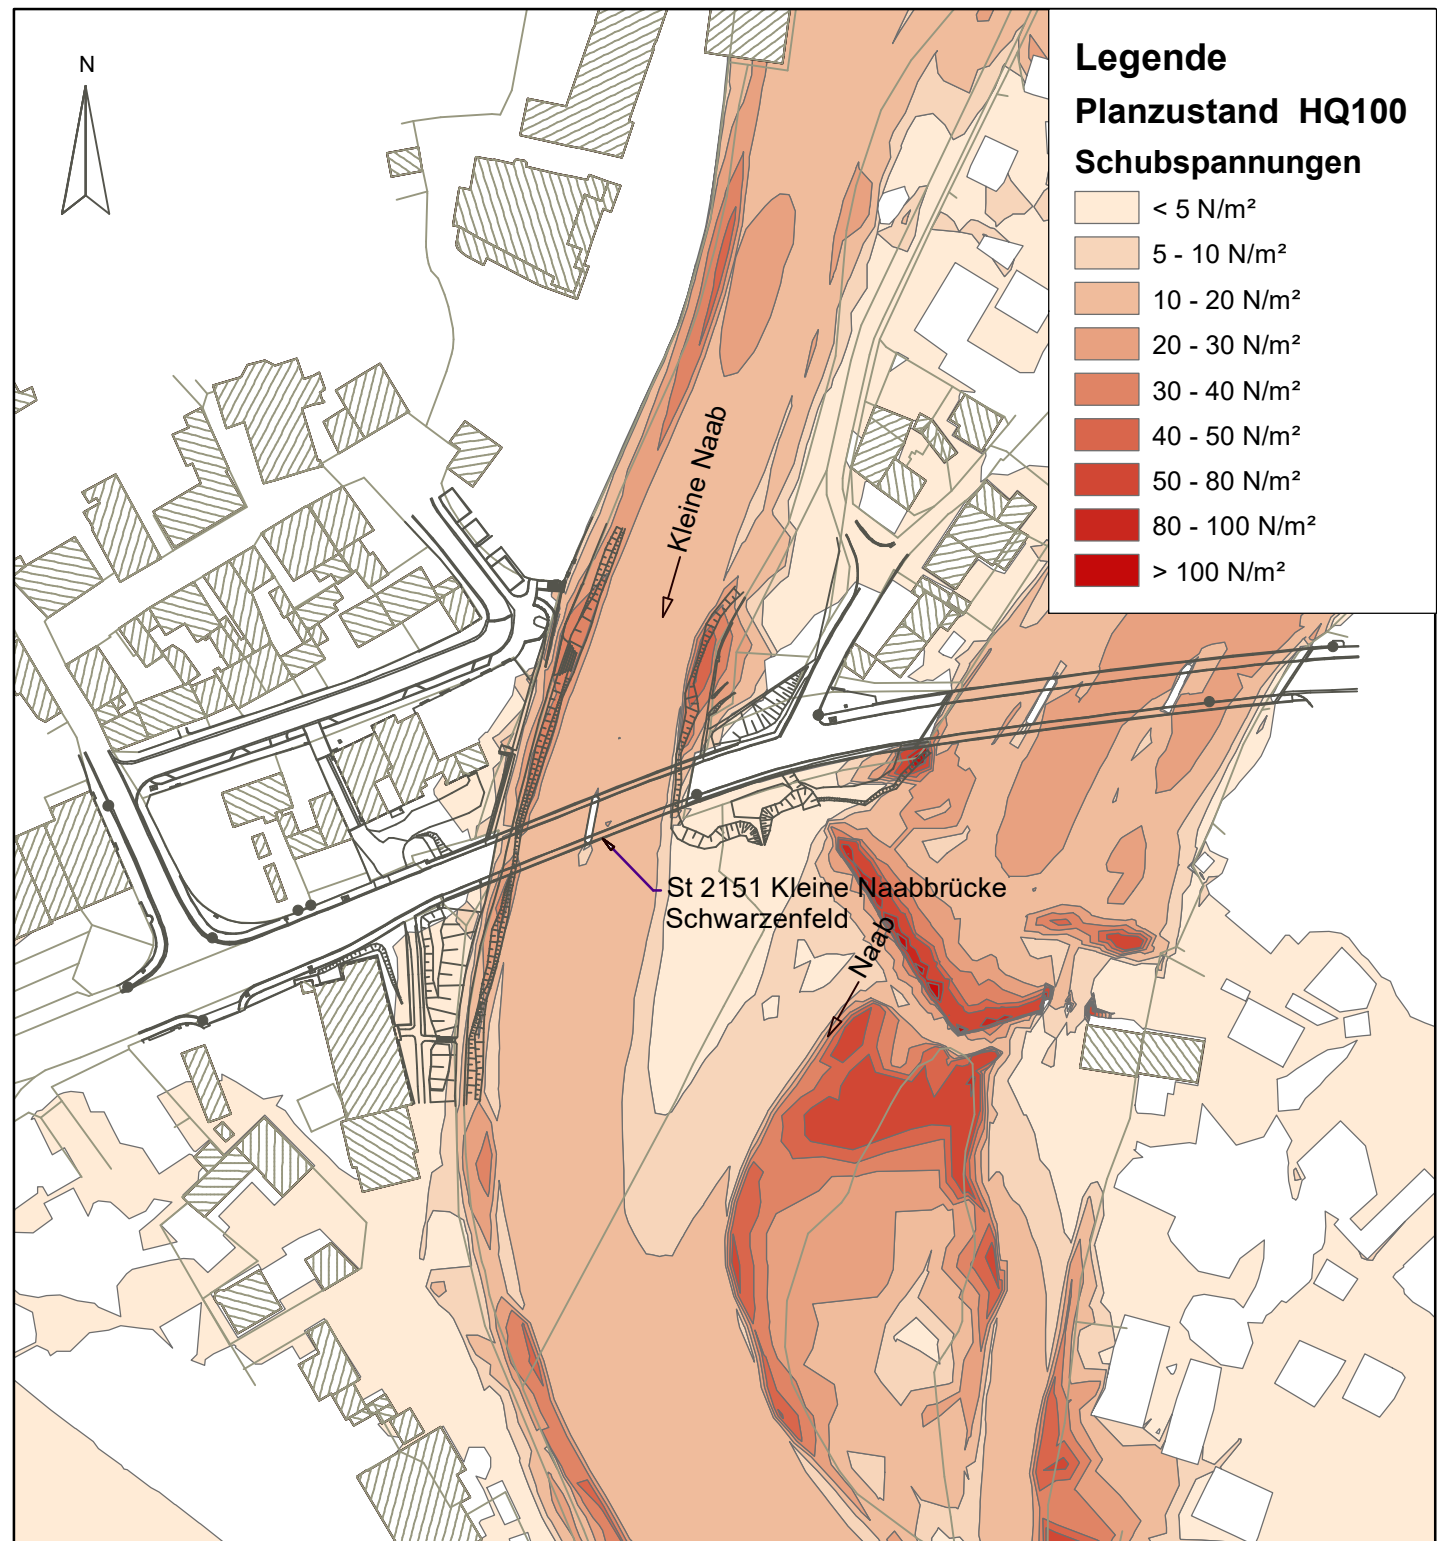 N
Legende
Planzustand HQ100
Schubspannungen
< 5 N/m²
5 - 10 N/m²
10 - 20 N/m²
20 - 30 N/m²
30 - 40 N/m²
40 - 50 N/m²
50 - 80 N/m²
80 - 100 N/m²
> 100 N/m²
Kleine Naab
St 2151 Kleine Naabbrücke
Schwarzenfeld
Naab